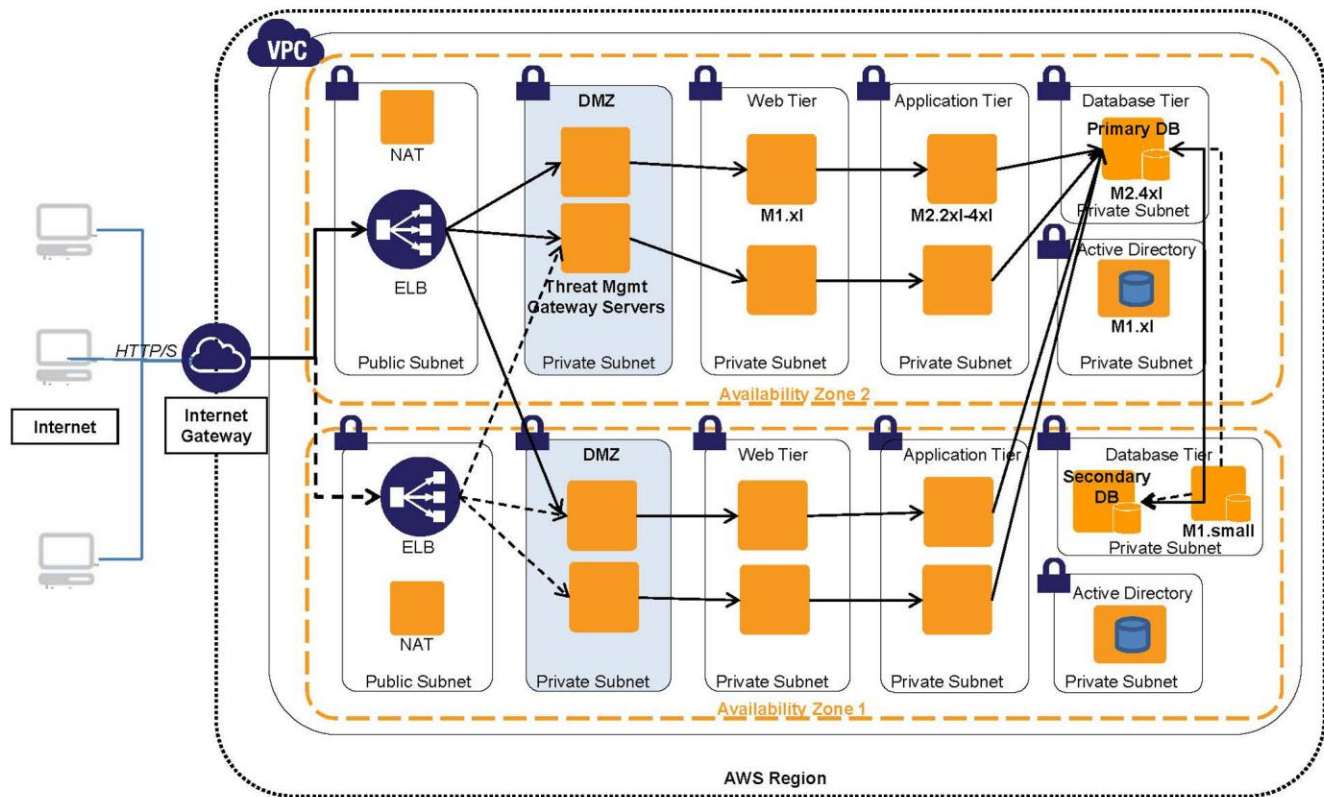 VPC
DMZ
Web Tier
Application Tier
Database Tier
Primary DB
NAT
M1.xl
M2.2xl-4xl
M2.4xl
Private Subnet
ELB
Threat Mgmt
Gateway Servers
Active Directory
M1.xl
Public Subnet
Private Subnet
Private Subnet
Private Subnet
Private Subnet
Availability Zone 2
HTTP/S
Internet
Internet
Gateway
DMZ
Web Tier
Application Tier
Database Tier
Secondary
DB
ELB
M1.small
Private Subnet
Active Directory
NAT
Public Subnet
Private Subnet
Private Subnet
Private Subnet
Private Subnet
Availability Zone 1
AWS Region